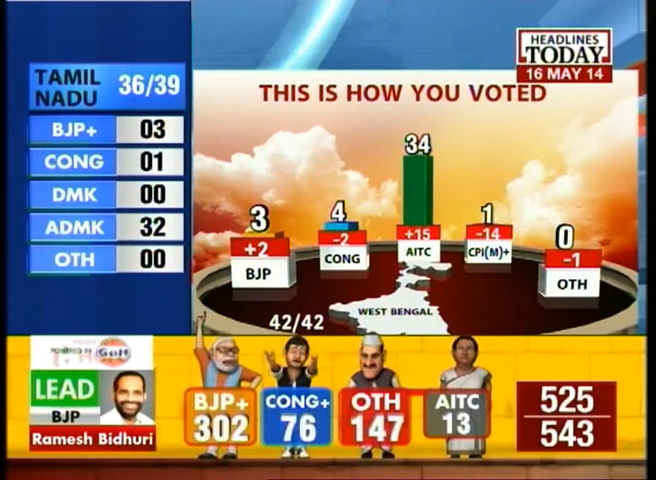 HEADLINES
TODAY
16 MAY 14
TAMIL
NADU
36/39
BJP+ 03
CONG 01
DMK 00
ADMK 32
OTH 00
THIS IS HOW YOU VOTED
3
+2
BJP
4
-2
CONG
34
+15
AITC
1
-14
CPI(M)+
0
-1
OTH
WEST BENGAL
42/42
POWERED BY
LEAD
BJP
Ramesh Bidhuri
BJP+
302
CONG+
76
OTH
147
AITC
13
525
543